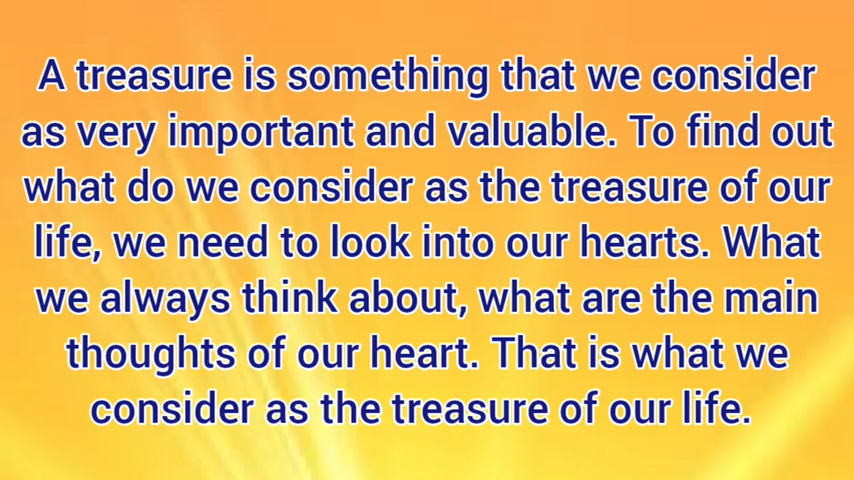 A treasure is something that we consider
as very important and valuable. To find out
what do we consider as the treasure of our
life, we need to look into our hearts. What
we always think about, what are the main
thoughts of our heart. That is what we
consider as the treasure of our life.